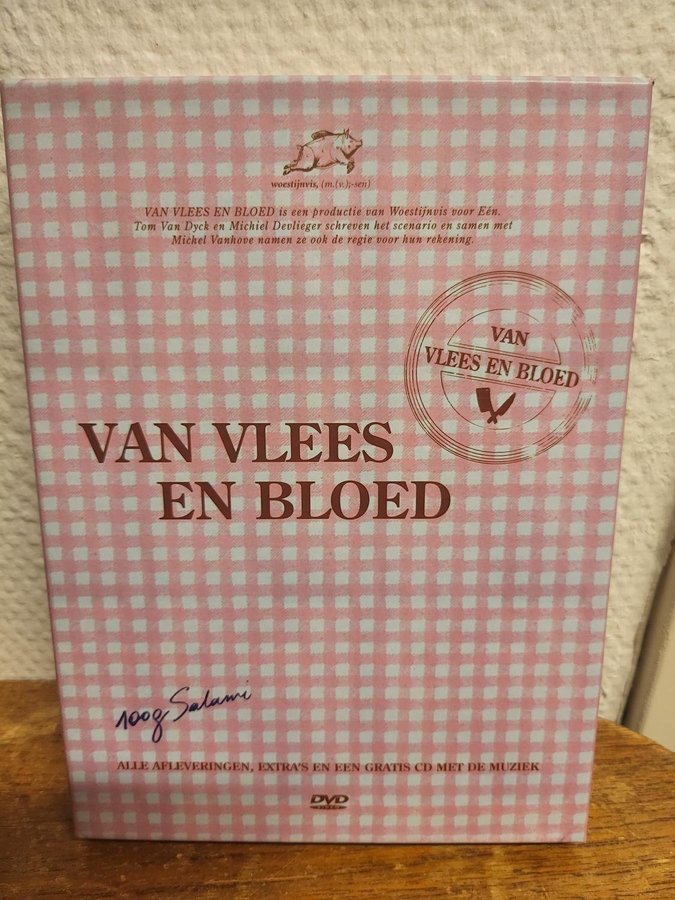 woestijnvis, (m.(v.);-sen)
VAN VLEES EN BLOED is een productie van Woestijnvis voor Eén.
Tom Van Dyck en Michiel Devlieger schreven het scenario en samen met
Michel Vanhove namen ze ook de regie voor hun rekening.
VAN
VLEES EN BLOED
VAN VLEES
EN BLOED
100g Salami
ALLE AFLEVERINGEN, EXTRA'S EN EEN GRATIS CD MET DE MUZIEK
DVD
VIDEO